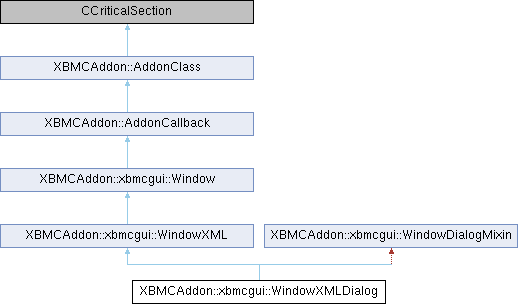 CCriticalSection
XBMCAddon::AddonClass
XBMCAddon::AddonCallback
XBMCAddon::xbmcgui::Window
XBMCAddon::xbmcgui::WindowXML
XBMCAddon::xbmcgui::WindowDialogMixin
XBMCAddon::xbmcgui::WindowXMLDialog